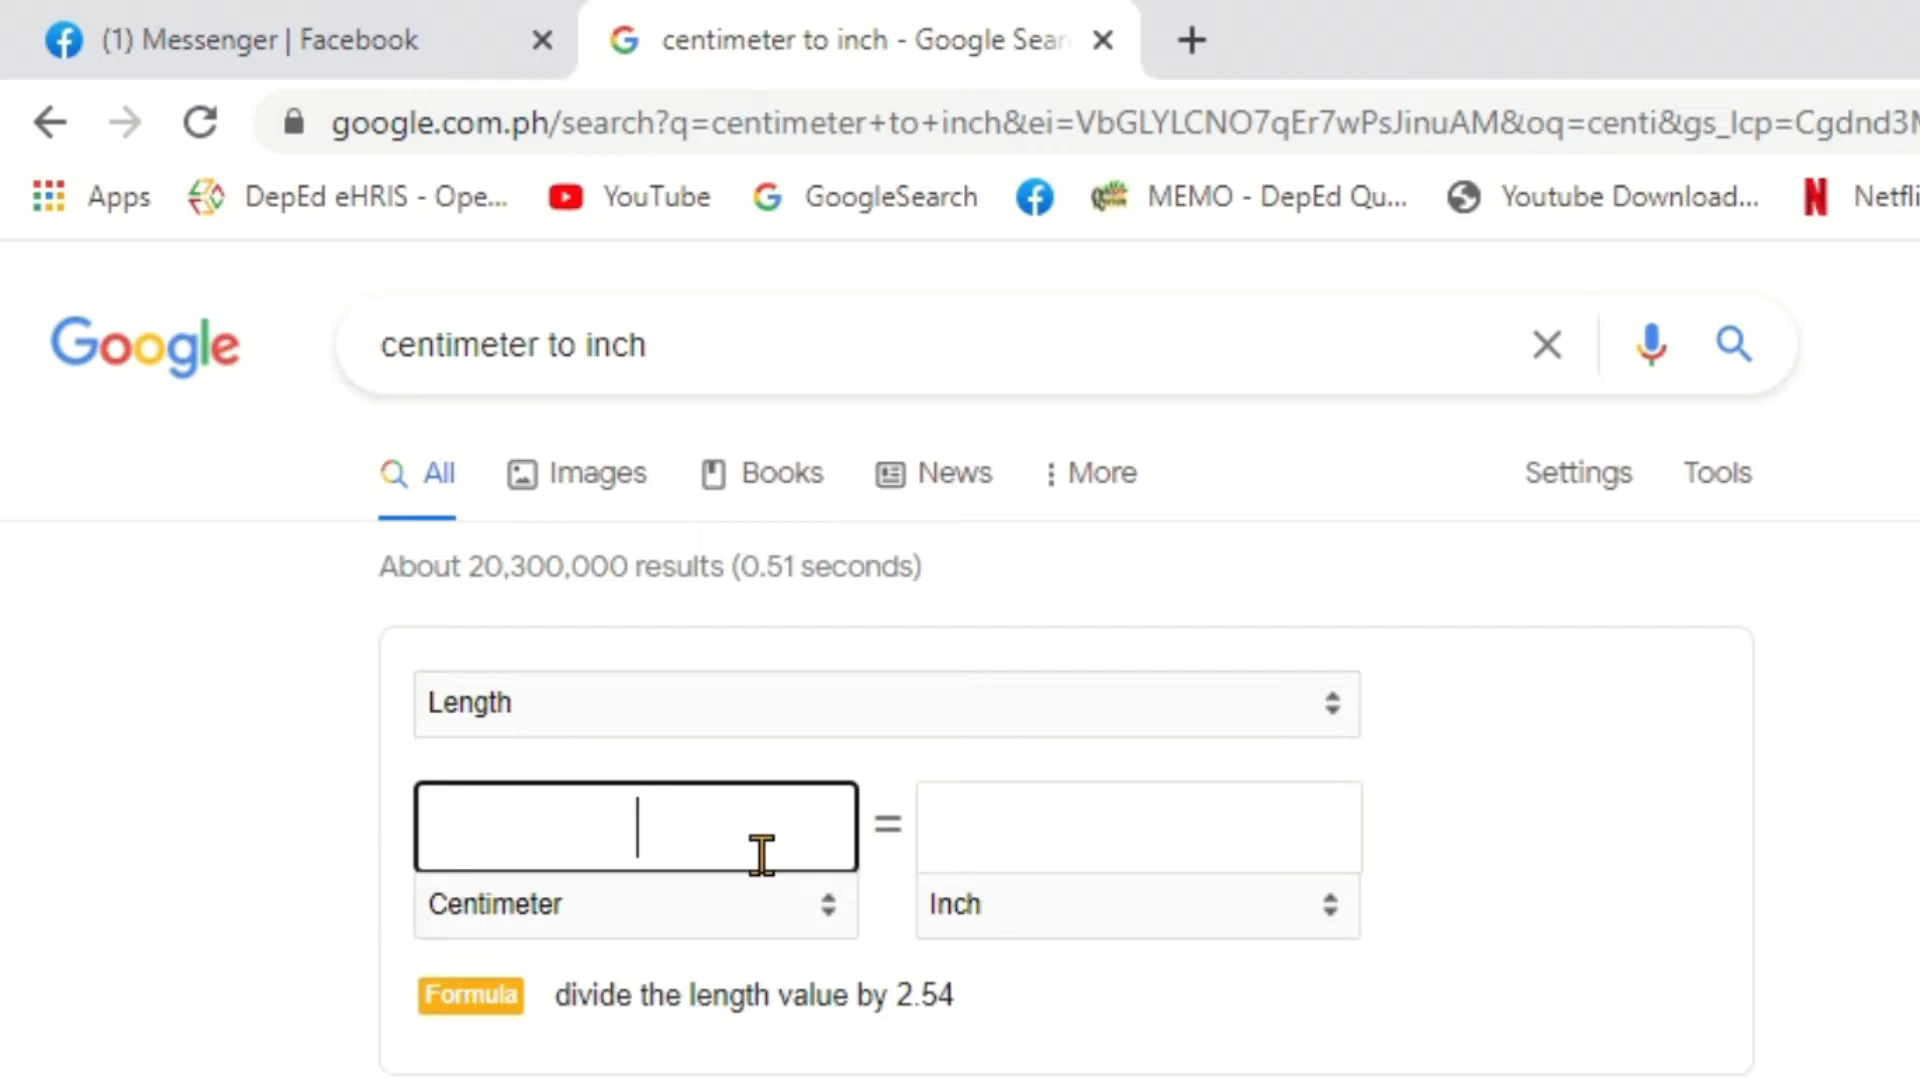 (1) Messenger | Facebook
centimeter to inch - Google Sear
google.com.ph/search?q=centimeter+to+inch&ei=VbGLYLCNO7qEr7wPsJinuAM&oq=centi&gs_lcp=Cgdnd3M
Apps DepEd eHRIS - Ope... YouTube GoogleSearch MEMO - DepEd Qu... Youtube Download... Netfli
Google
centimeter to inch
All Images Books News More Settings Tools
About 20,300,000 results (0.51 seconds)
Length
=
Centimeter Inch
Formula divide the length value by 2.54